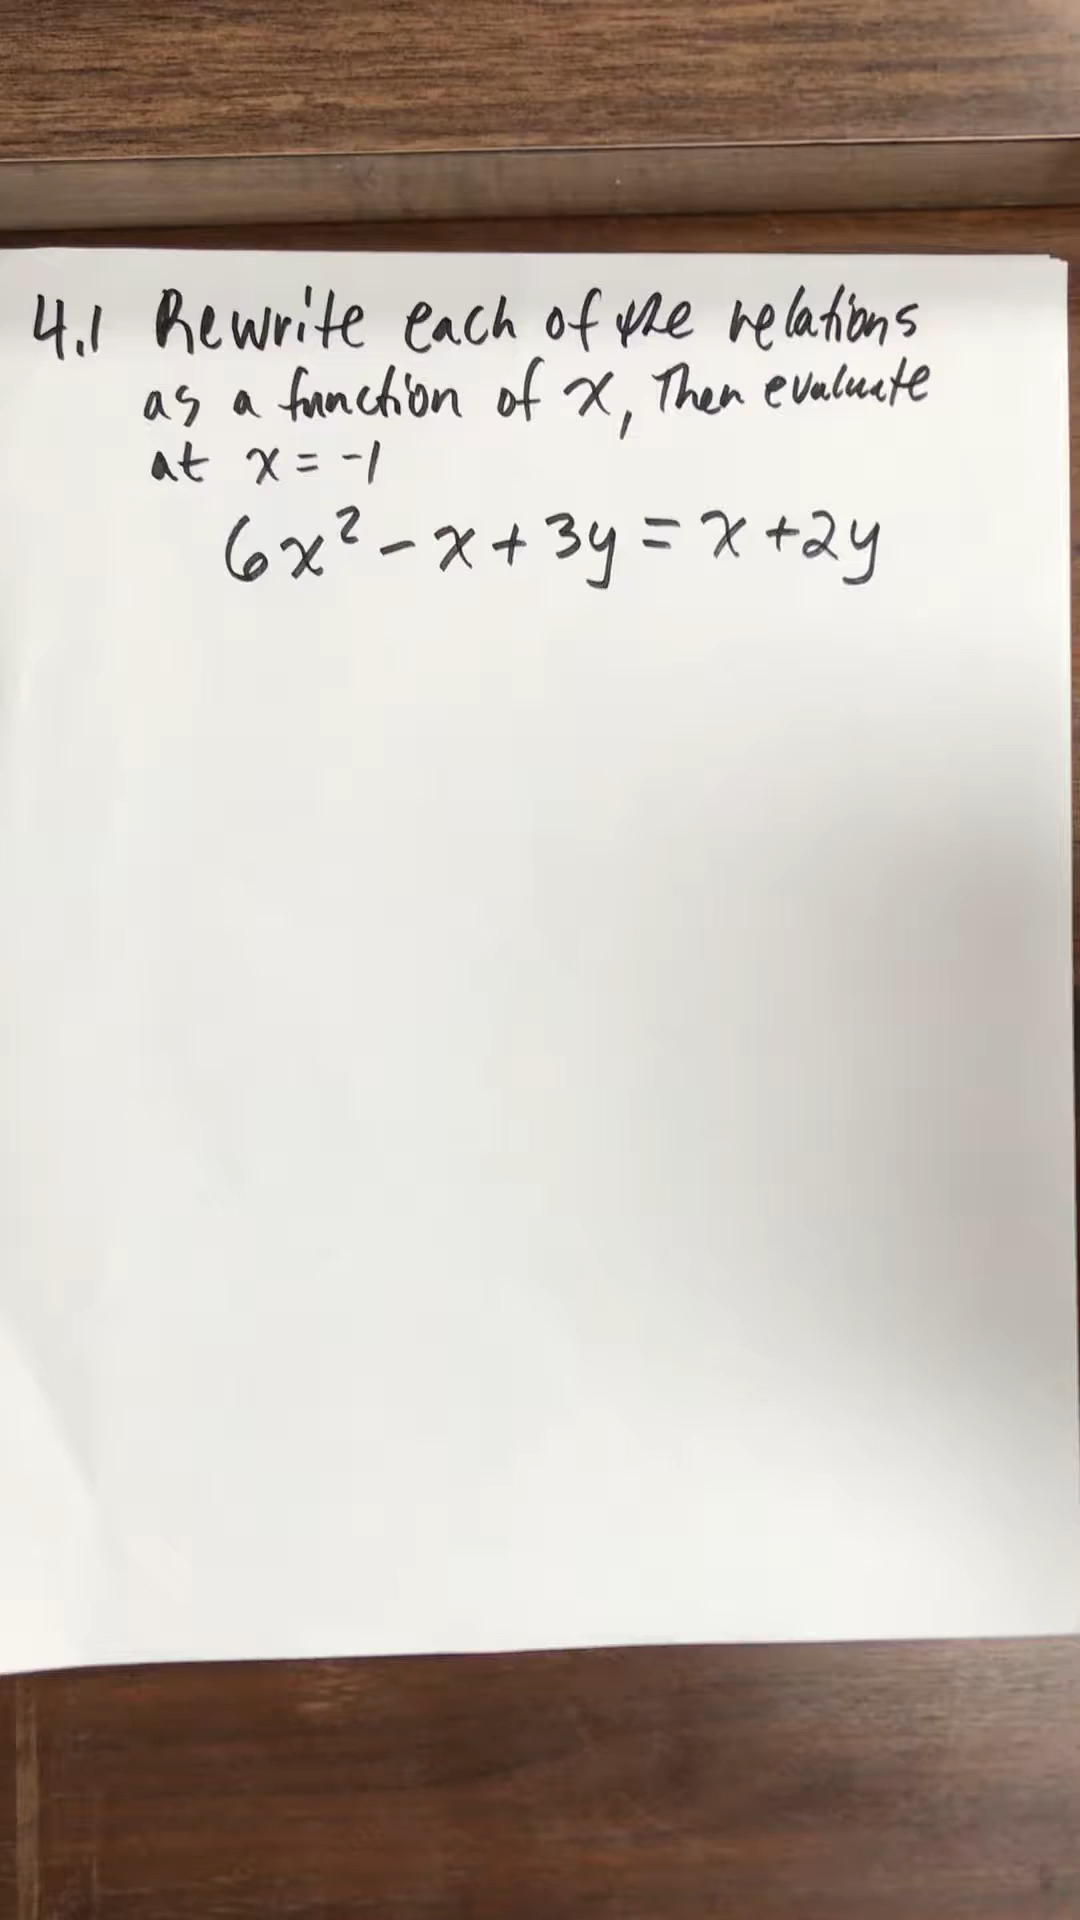 4.1 Rewrite each of the relations
as a function of x, Then evaluate
at x = -1
6x² - x + 3y = x + 2y